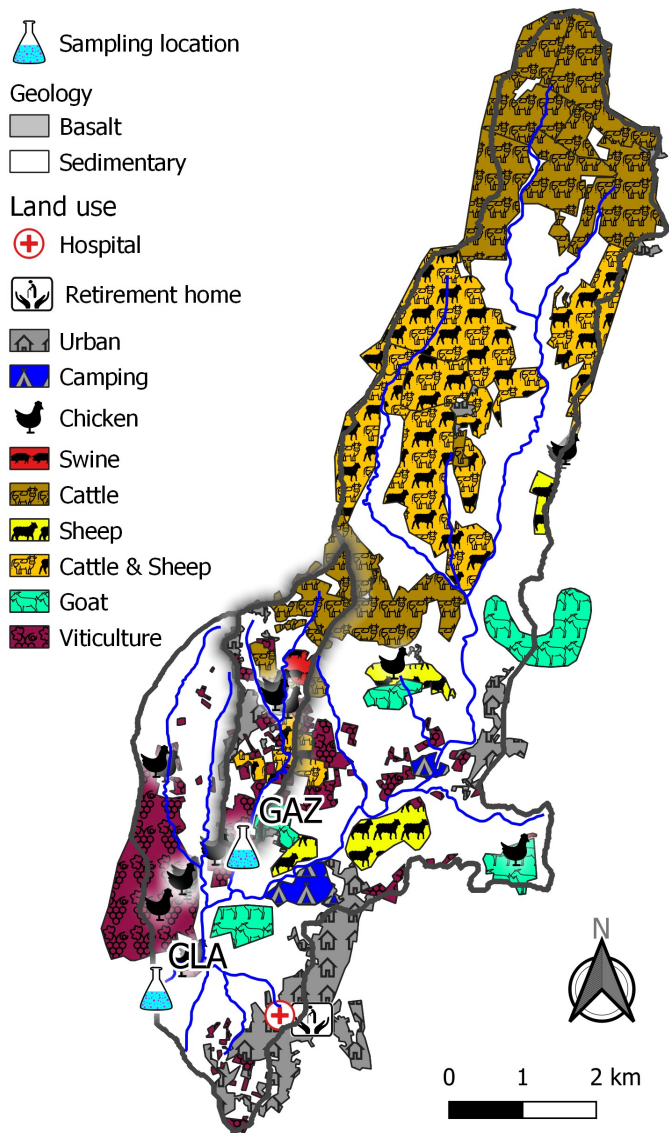 Sampling location
Geology
Basalt
Sedimentary
Land use
Hospital
Retirement home
Urban
Camping
Chicken
Swine
Cattle
Sheep
Cattle & Sheep
Goat
Viticulture
GAZ
CLA
N
0 1 2 km